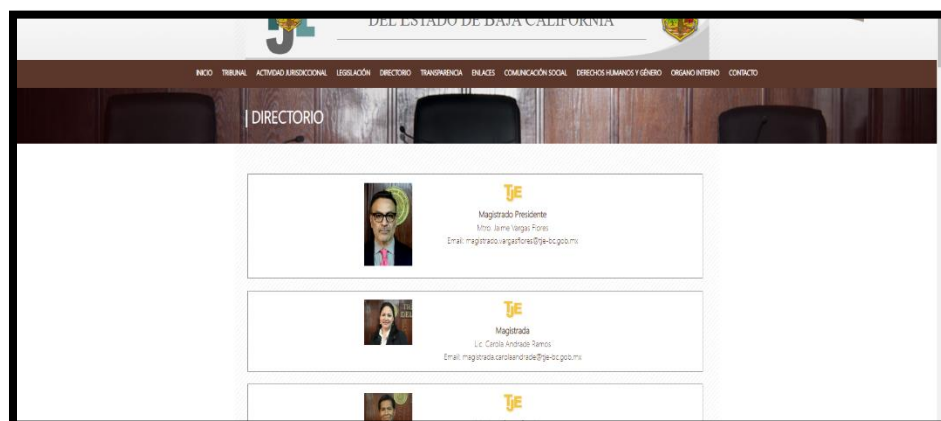 DEL ESTADO DE BAJA CALIFORNIA
INICIO TRIBUNAL ACTIVIDAD JURISDICCIONAL LEGISLACIÓN DIRECTORIO TRANSPARENCIA ENLACES COMUNICACIÓN SOCIAL DERECHOS HUMANOS Y GÉNERO ORGANO INTERNO CONTACTO
| DIRECTORIO
TJE
Magistrado Presidente
Mtro. Jaime Vargas Flores
Email: magistrado.vargasflores@tje-bc.gob.mx
TJE
Magistrada
Lic. Carola Andrade Ramos
Email: magistrada.carolaandrade@tje-bc.gob.mx
TJE